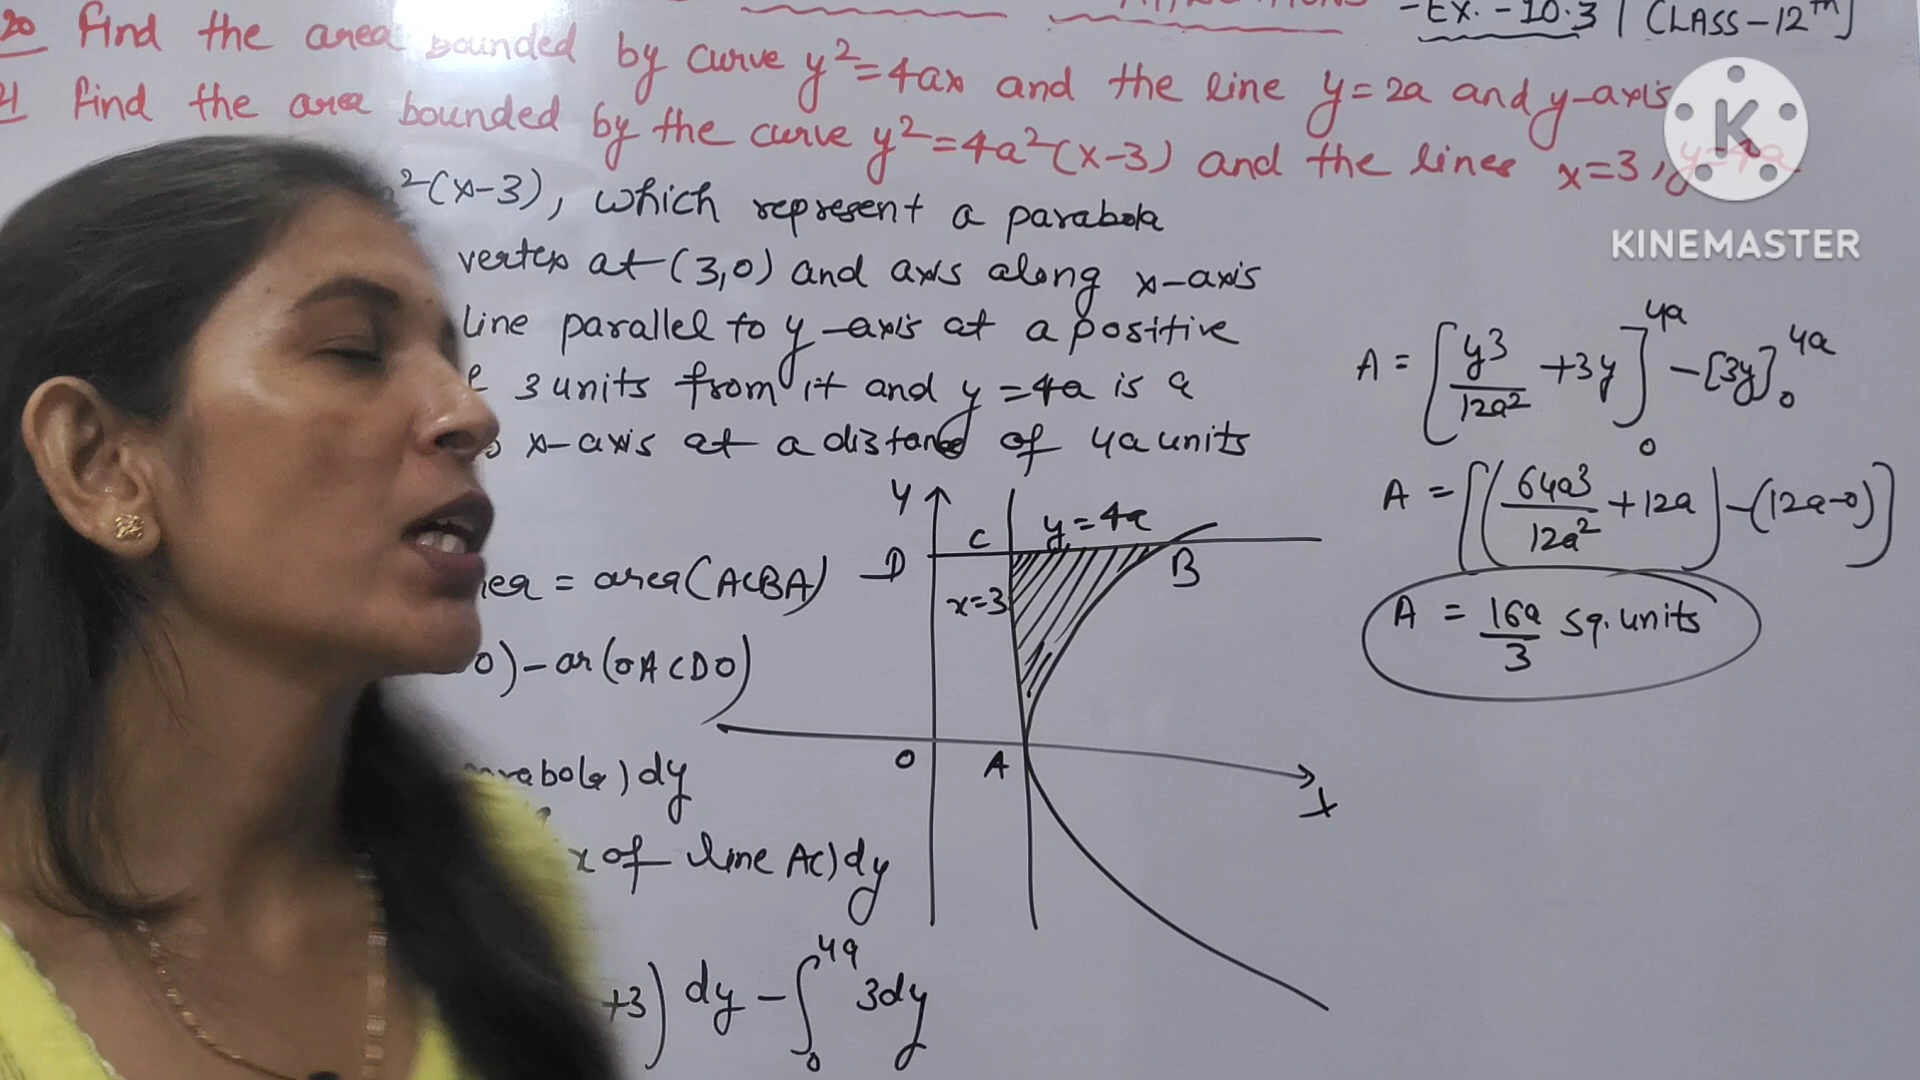 -Ex.-10.3 | CLASS-12th]
20 find the area bounded by curve y²=4ax and the line y=2a and y-axis
21 find the area bounded by the curve y²=4a²(x-3) and the lines x=3, y=4a
²(x-3), which represent a parabola
vertex at (3,0) and axis along x-axis
line parallel to y-axis at a positive
3 units from it and y=4a is a
x-axis at a distance of 4a units
area = area(ACBA)
0)-ar(OACDO)
parabola)dy
x of line AC)dy
+3) dy - ∫₀^4a 3dy
Y
D
C
y=4a
B
x=3
O
A
X
A = [y3/12a² + 3y]₀^4a - [3y]₀^4a
A = [(64a3/12a² + 12a) - (12a-0)]
A = 16a/3 sq. units
K
KINEMASTER